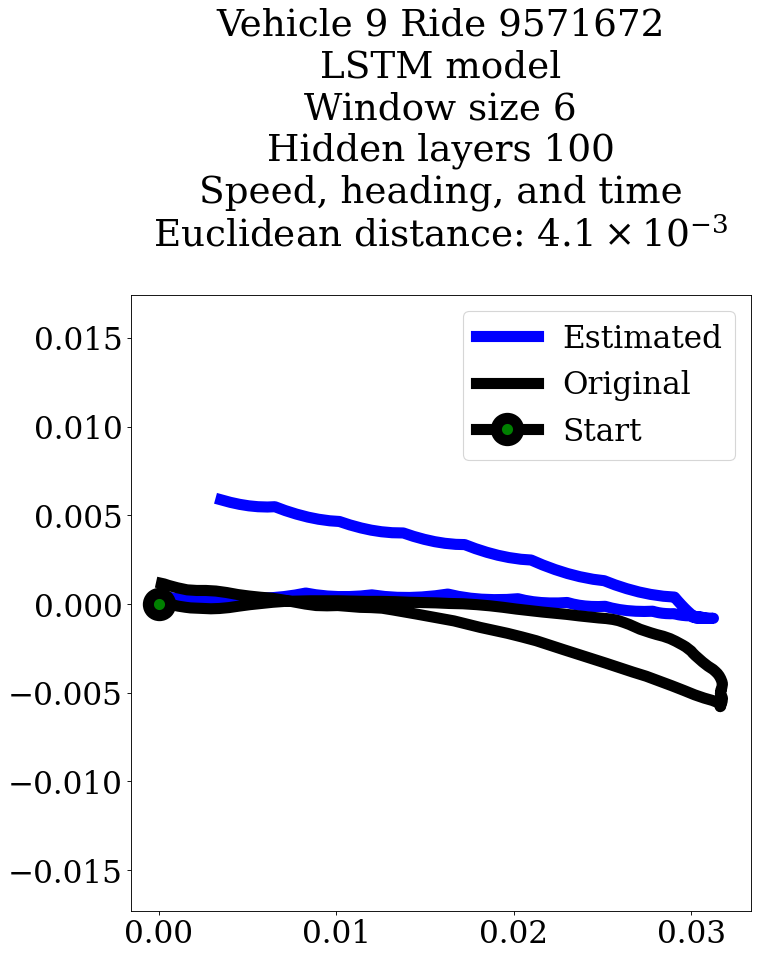 Vehicle 9 Ride 9571672
LSTM model
Window size 6
Hidden layers 100
Speed, heading, and time
Euclidean distance: 4.1 × 10⁻³
Estimated
Original
Start
0.015
0.010
0.005
0.000
−0.005
−0.010
−0.015
0.00 0.01 0.02 0.03